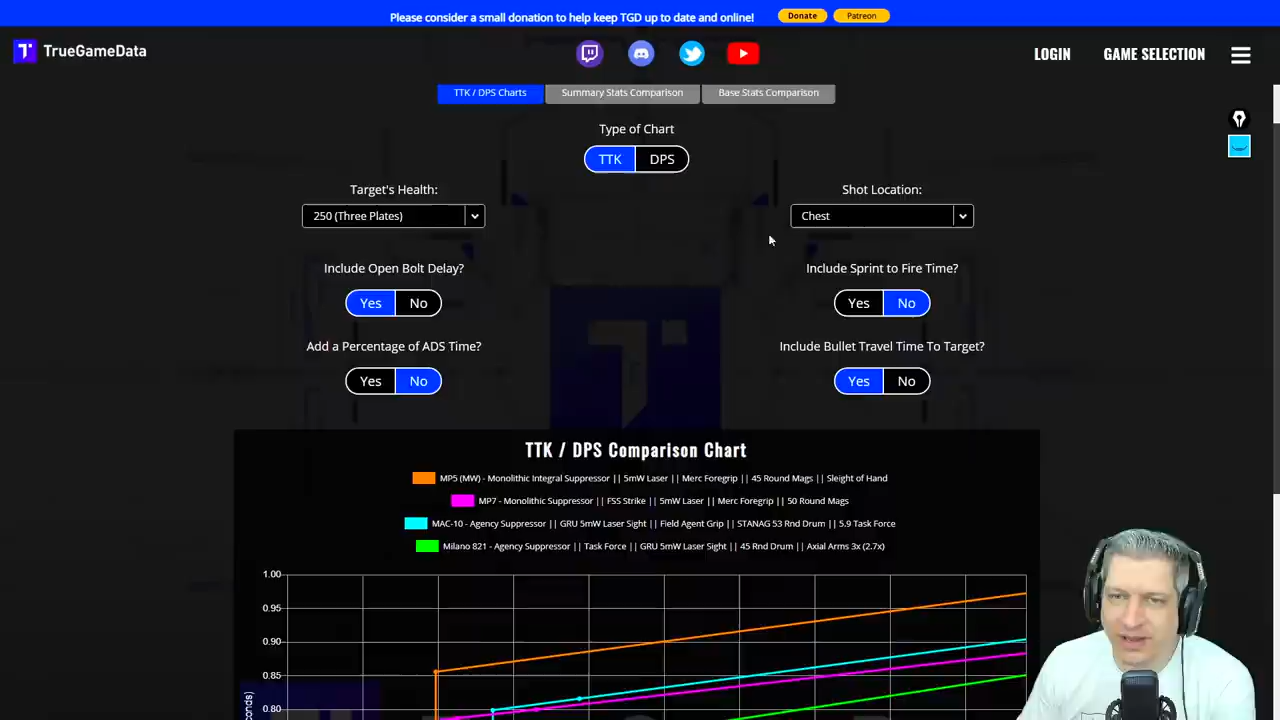 Please consider a small donation to help keep TGD up to date and online!
Donate
Patreon
TrueGameData
LOGIN
GAME SELECTION
TTK / DPS Charts
Summary Stats Comparison
Base Stats Comparison
Type of Chart
TTK
DPS
Target's Health:
250 (Three Plates)
Shot Location:
Chest
Include Open Bolt Delay?
Yes
No
Include Sprint to Fire Time?
Yes
No
Add a Percentage of ADS Time?
Yes
No
Include Bullet Travel Time To Target?
Yes
No
TTK / DPS Comparison Chart
MP5 (MW) - Monolithic Integral Suppressor || 5mW Laser || Merc Foregrip || 45 Round Mags || Sleight of Hand
MP7 - Monolithic Suppressor || FSS Strike || 5mW Laser || Merc Foregrip || 50 Round Mags
MAC-10 - Agency Suppressor || GRU 5mW Laser Sight || Field Agent Grip || STANAG 53 Rnd Drum || 5.9 Task Force
Milano 821 - Agency Suppressor || Task Force || GRU 5mW Laser Sight || 45 Rnd Drum || Axial Arms 3x (2.7x)
1.00
0.95
0.90
0.85
0.80